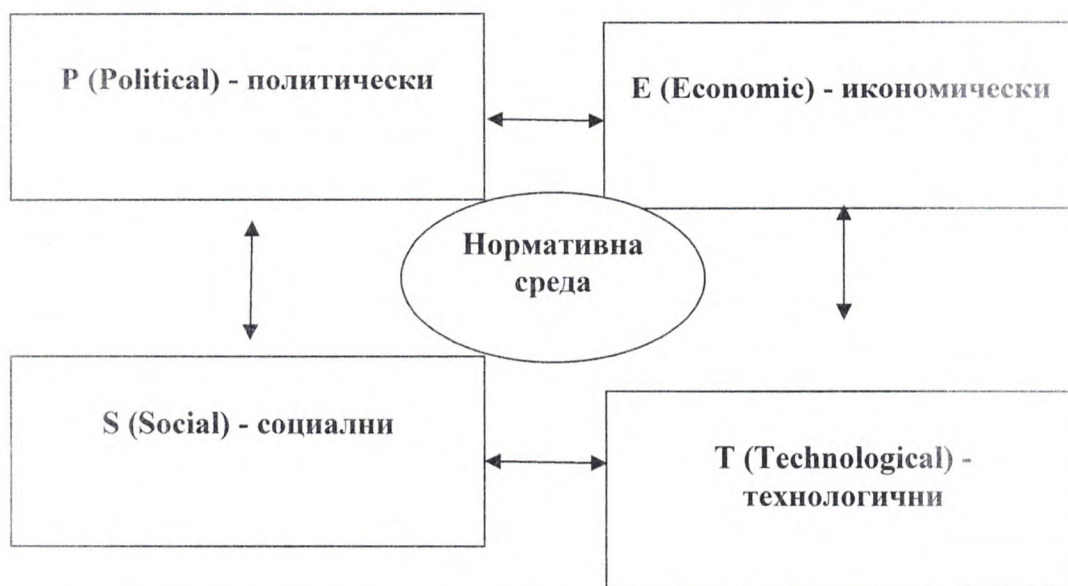 P (Political) - политически
E (Economic) - икономически
Нормативна
среда
S (Social) - социални
T (Technological) -
технологични